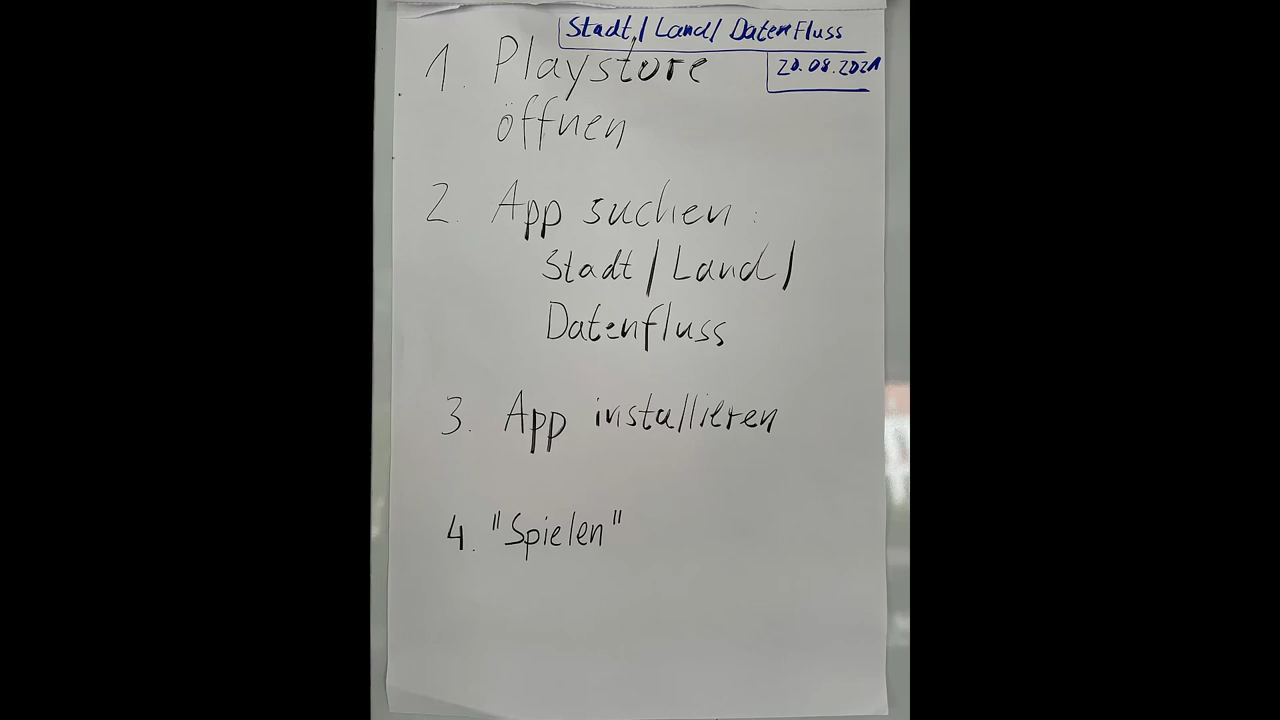 Stadt/Land/Datenfluss
20.08.2021
1. Playstore
öffnen
2. App suchen:
Stadt/Land/
Datenfluss
3. App installieren
4. "Spielen"